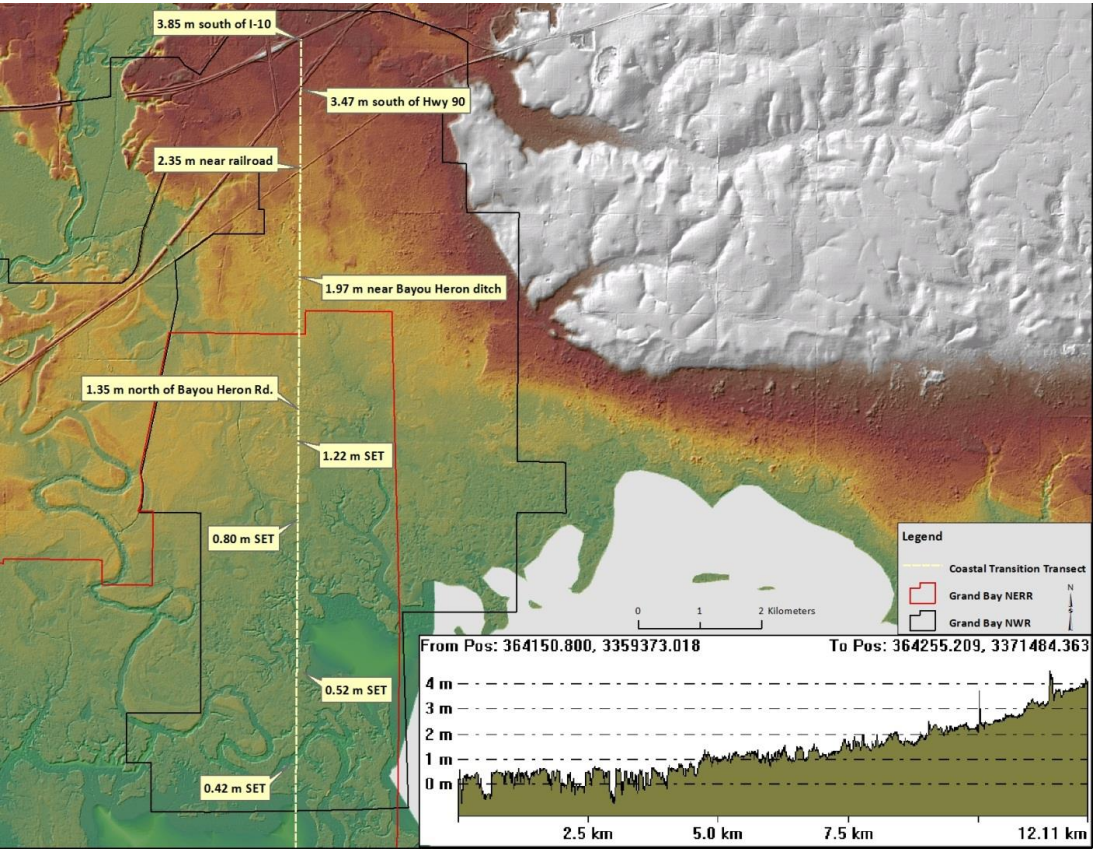 3.85 m south of I-10
3.47 m south of Hwy 90
2.35 m near railroad
1.97 m near Bayou Heron ditch
1.35 m north of Bayou Heron Rd.
1.22 m SET
0.80 m SET
0.52 m SET
0.42 m SET
Legend
Coastal Transition Transect
Grand Bay NERR
Grand Bay NWR
N
0 1 2 Kilometers
From Pos: 364150.800, 3359373.018 To Pos: 364255.209, 3371484.363
4 m
3 m
2 m
1 m
0 m
2.5 km 5.0 km 7.5 km 12.11 km